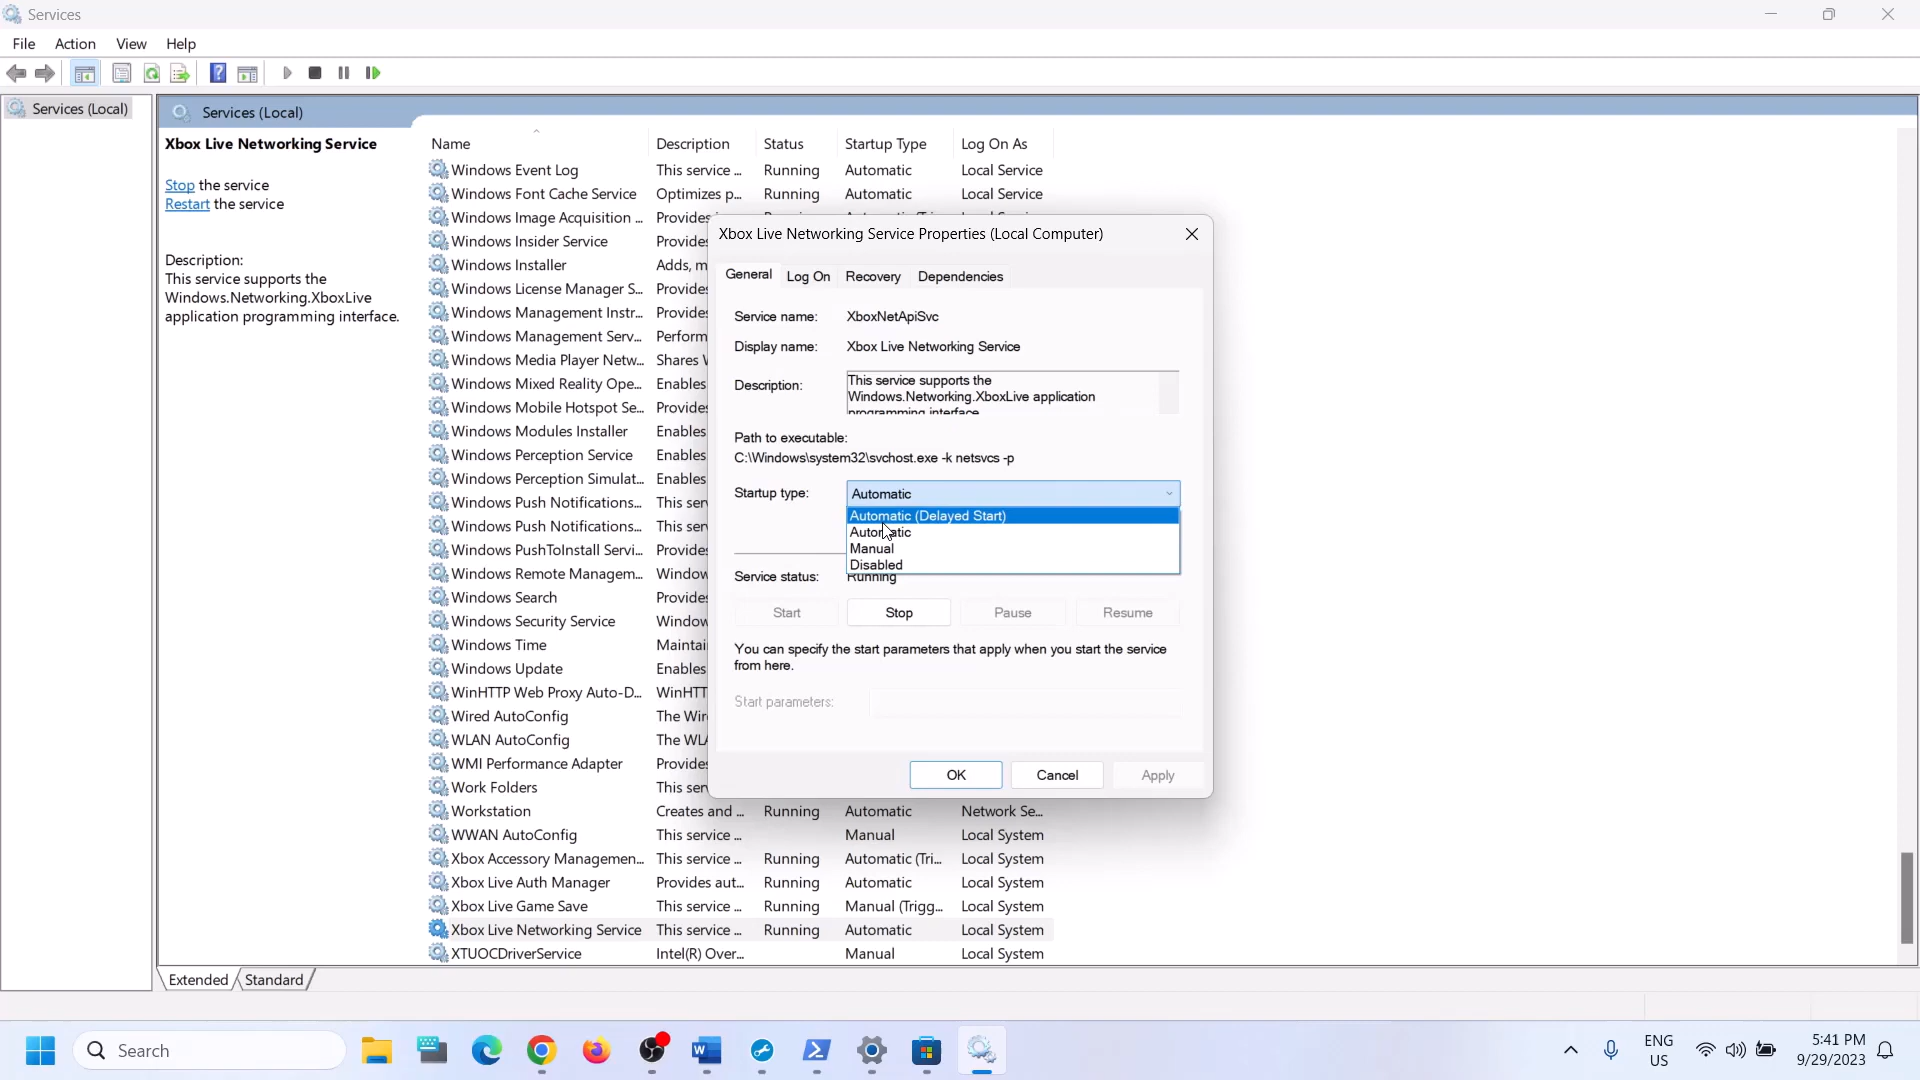 Services
File Action View Help
Services (Local)
Services (Local)
Xbox Live Networking Service
Stop the service
Restart the service
Description:
This service supports the
Windows.Networking.XboxLive
application programming interface.
Name Description Status Startup Type Log On As
Windows Event Log This service ... Running Automatic Local Service
Windows Font Cache Service Optimizes p... Running Automatic Local Service
Windows Image Acquisition ...
Windows Insider Service Provide
Windows Installer Adds, m
Windows License Manager S... Provide
Windows Management Instr... Provide
Windows Management Serv... Perform
Windows Media Player Netw... Shares
Windows Mixed Reality Ope... Enables
Windows Mobile Hotspot Se... Provide
Windows Modules Installer Enables
Windows Perception Service Enables
Windows Perception Simulat... Enables
Windows Push Notifications... This ser
Windows Push Notifications... This ser
Windows PushToInstall Servi... Provide
Windows Remote Managem... Window
Windows Search Provide
Windows Security Service Window
Windows Time Maintai
Windows Update Enables
WinHTTP Web Proxy Auto-D... WinHTT
Wired AutoConfig The Wi
WLAN AutoConfig The WL
WMI Performance Adapter Provide
Work Folders This ser
Workstation Creates and ... Running Automatic Network Se...
WWAN AutoConfig This service ... Manual Local System
Xbox Accessory Managemen... This service ... Running Automatic (Tri... Local System
Xbox Live Auth Manager Provides aut... Running Automatic Local System
Xbox Live Game Save This service ... Running Manual (Trigg... Local System
Xbox Live Networking Service This service ... Running Automatic Local System
XTUOCDriverService Intel(R) Over... Manual Local System
Xbox Live Networking Service Properties (Local Computer)
General Log On Recovery Dependencies
Service name: XboxNetApiSvc
Display name: Xbox Live Networking Service
Description: This service supports the
Windows.Networking.XboxLive application
programming interface
Path to executable:
C:\Windows\system32\svchost.exe -k netsvcs -p
Startup type: Automatic
Automatic (Delayed Start)
Automatic
Manual
Disabled
Service status: Running
Start Stop Pause Resume
You can specify the start parameters that apply when you start the service
from here.
Start parameters:
OK Cancel Apply
Extended Standard
Search
ENG
US
5:41 PM
9/29/2023